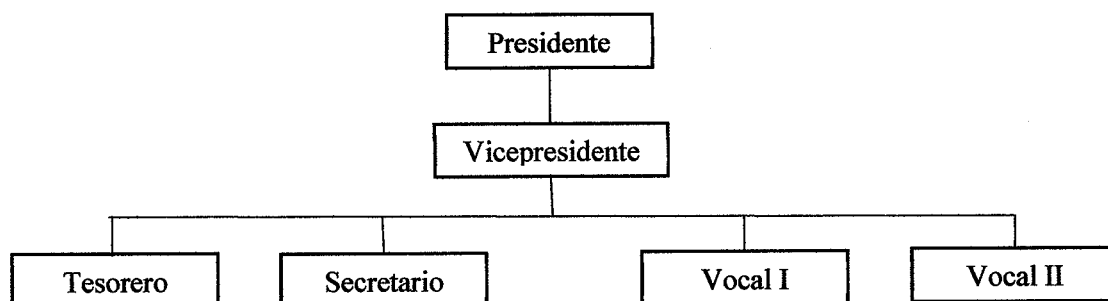 Presidente
Vicepresidente
Tesorero
Secretario
Vocal I
Vocal II